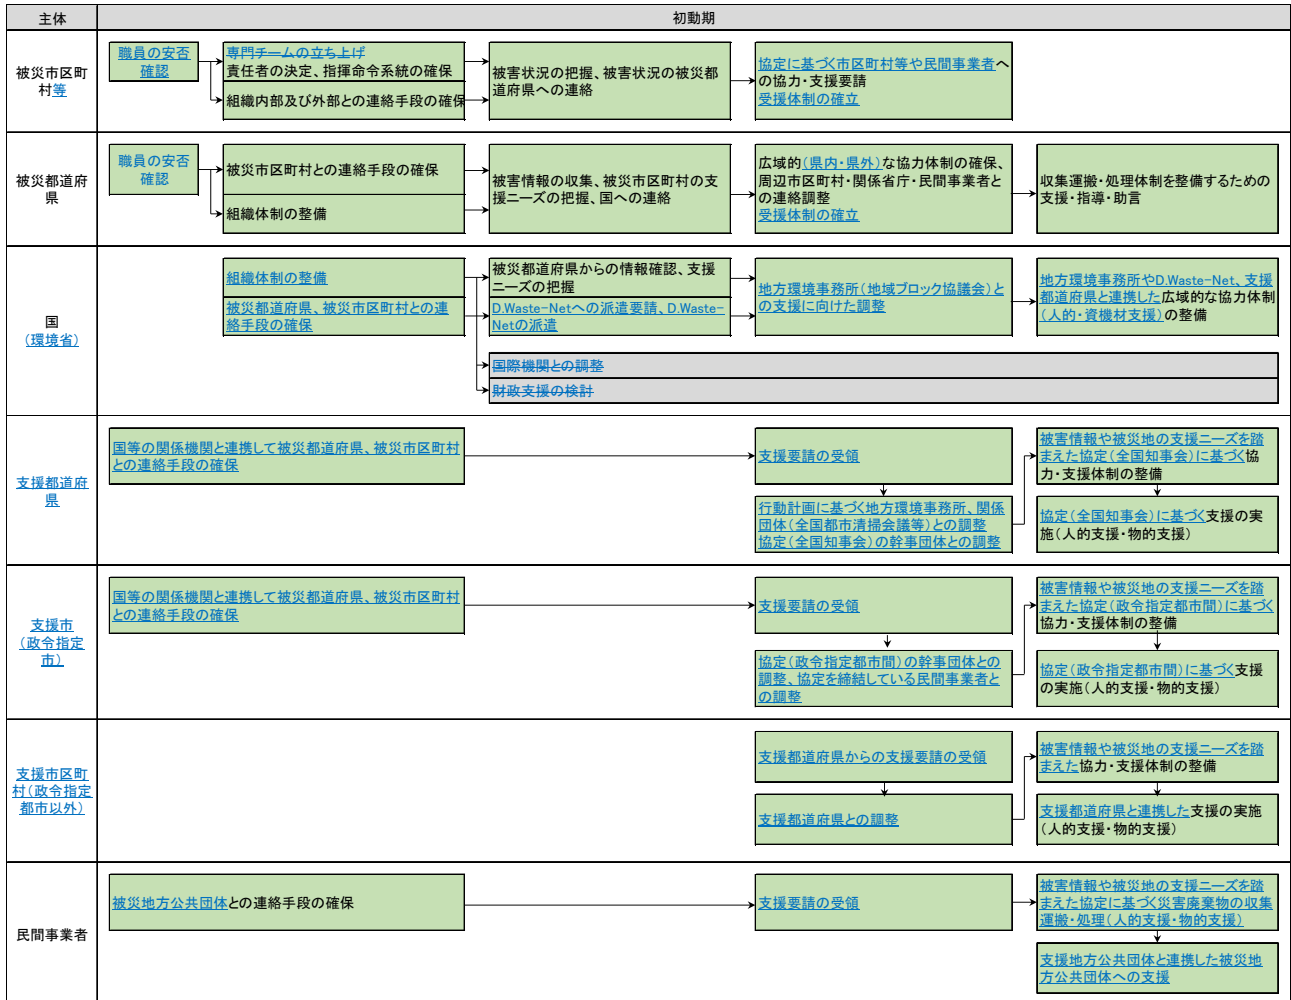 主体
初動期
被災市区町
村等
職員の安否
確認
専門チームの立ち上げ
責任者の決定、指揮命令系統の確保
組織内部及び外部との連絡手段の確保
被害状況の把握、被害状況の被災都
道府県への連絡
協定に基づく市区町村等や民間事業者へ
の協力・支援要請
受援体制の確立
被災都道府
県
職員の安否
確認
被災市区町村との連絡手段の確保
組織体制の整備
被害情報の収集、被災市区町村の支
援ニーズの把握、国への連絡
広域的(県内・県外)な協力体制の確保、
周辺市区町村・関係省庁・民間事業者と
の連絡調整
受援体制の確立
収集運搬・処理体制を整備するための
支援・指導・助言
国
(環境省)
組織体制の整備
被災都道府県、被災市区町村との連
絡手段の確保
被災都道府県からの情報確認、支援
ニーズの把握
D.Waste-Netへの派遣要請、D.Waste-
Netの派遣
地方環境事務所(地域ブロック協議会)と
の支援に向けた調整
地方環境事務所やD.Waste-Net、支援
都道府県と連携した広域的な協力体制
(人的・資機材支援)の整備
国際機関との調整
財政支援の検討
支援都道府
県
国等の関係機関と連携して被災都道府県、被災市区町村
との連絡手段の確保
支援要請の受領
行動計画に基づく地方環境事務所、関係
団体(全国都市清掃会議等)との調整
協定(全国知事会)の幹事団体との調整
被害情報や被災地の支援ニーズを踏
まえた協定(全国知事会)に基づく協
力・支援体制の整備
協定(全国知事会)に基づく支援の実
施(人的支援・物的支援)
支援市
(政令指定
市)
国等の関係機関と連携して被災都道府県、被災市区町村
との連絡手段の確保
支援要請の受領
協定(政令指定都市間)の幹事団体との
調整、協定を締結している民間事業者と
の調整
被害情報や被災地の支援ニーズを踏
まえた協定(政令指定都市間)に基づく
協力・支援体制の整備
協定(政令指定都市間)に基づく支援
の実施(人的支援・物的支援)
支援市区町
村(政令指定
都市以外)
支援都道府県からの支援要請の受領
支援都道府県との調整
被害情報や被災地の支援ニーズを踏
まえた協力・支援体制の整備
支援都道府県と連携した支援の実施
(人的支援・物的支援)
民間事業者
被災地方公共団体との連絡手段の確保
支援要請の受領
被害情報や被災地の支援ニーズを踏
まえた協定に基づく災害廃棄物の収集
運搬・処理(人的支援・物的支援)
支援地方公共団体と連携した被災地
方公共団体への支援